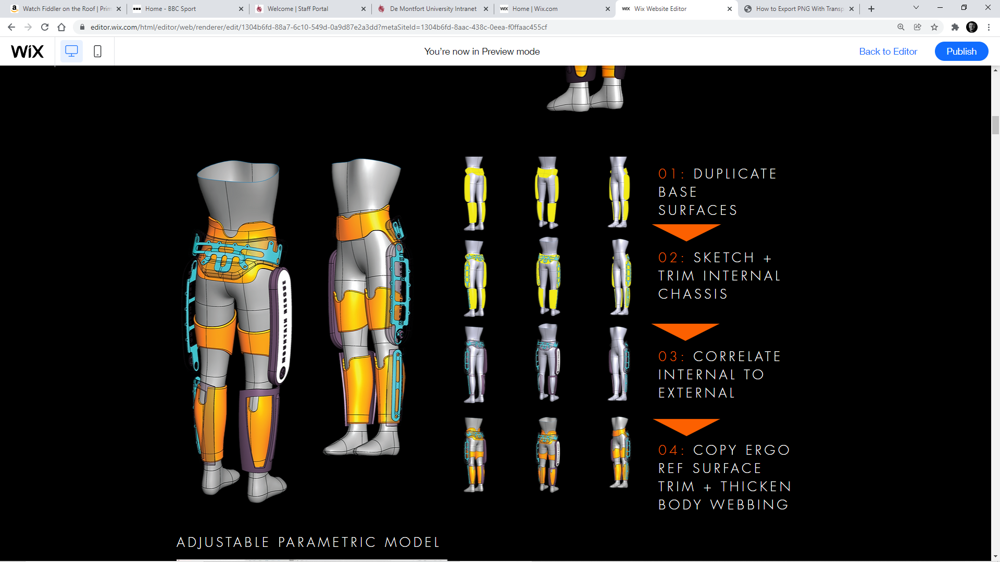 Watch Fiddler on the Roof | Prim
Home - BBC Sport
Welcome | Staff Portal
De Montfort University Intranet
WIX
Home | Wix.com
WIX
Wix Website Editor
How to Export PNG With Transp
editor.wix.com/html/editor/web/renderer/edit/1304b6fd-88a7-6c10-549d-0a9d87e2a3dd?metaSiteId=1304b6fd-8aac-438c-0eea-f0ffaac455cf
WiX
You're now in Preview mode
Back to Editor
Publish
01: DUPLICATE
BASE
SURFACES
02: SKETCH +
TRIM INTERNAL
CHASSIS
03: CORRELATE
INTERNAL TO
EXTERNAL
04: COPY ERGO
REF SURFACE
TRIM + THICKEN
BODY WEBBING
ADJUSTABLE PARAMETRIC MODEL